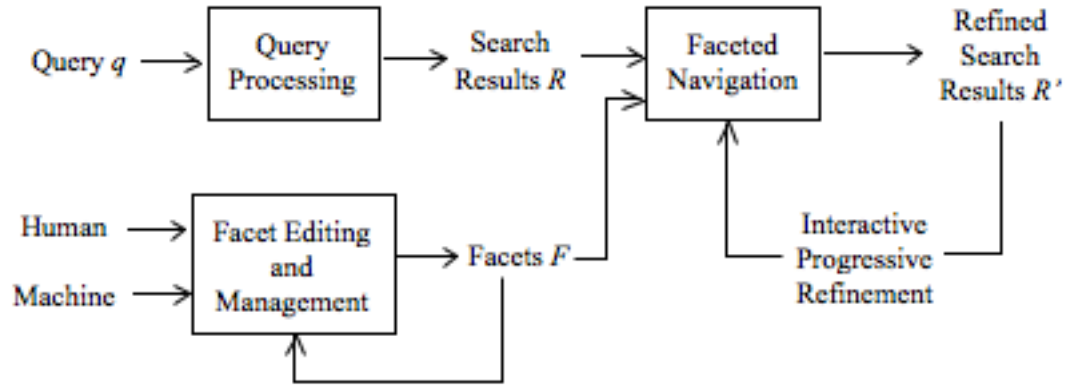 Query q
Query
Processing
Search
Results R
Faceted
Navigation
Refined
Search
Results R’
Human
Machine
Facet Editing
and
Management
Facets F
Interactive
Progressive
Refinement